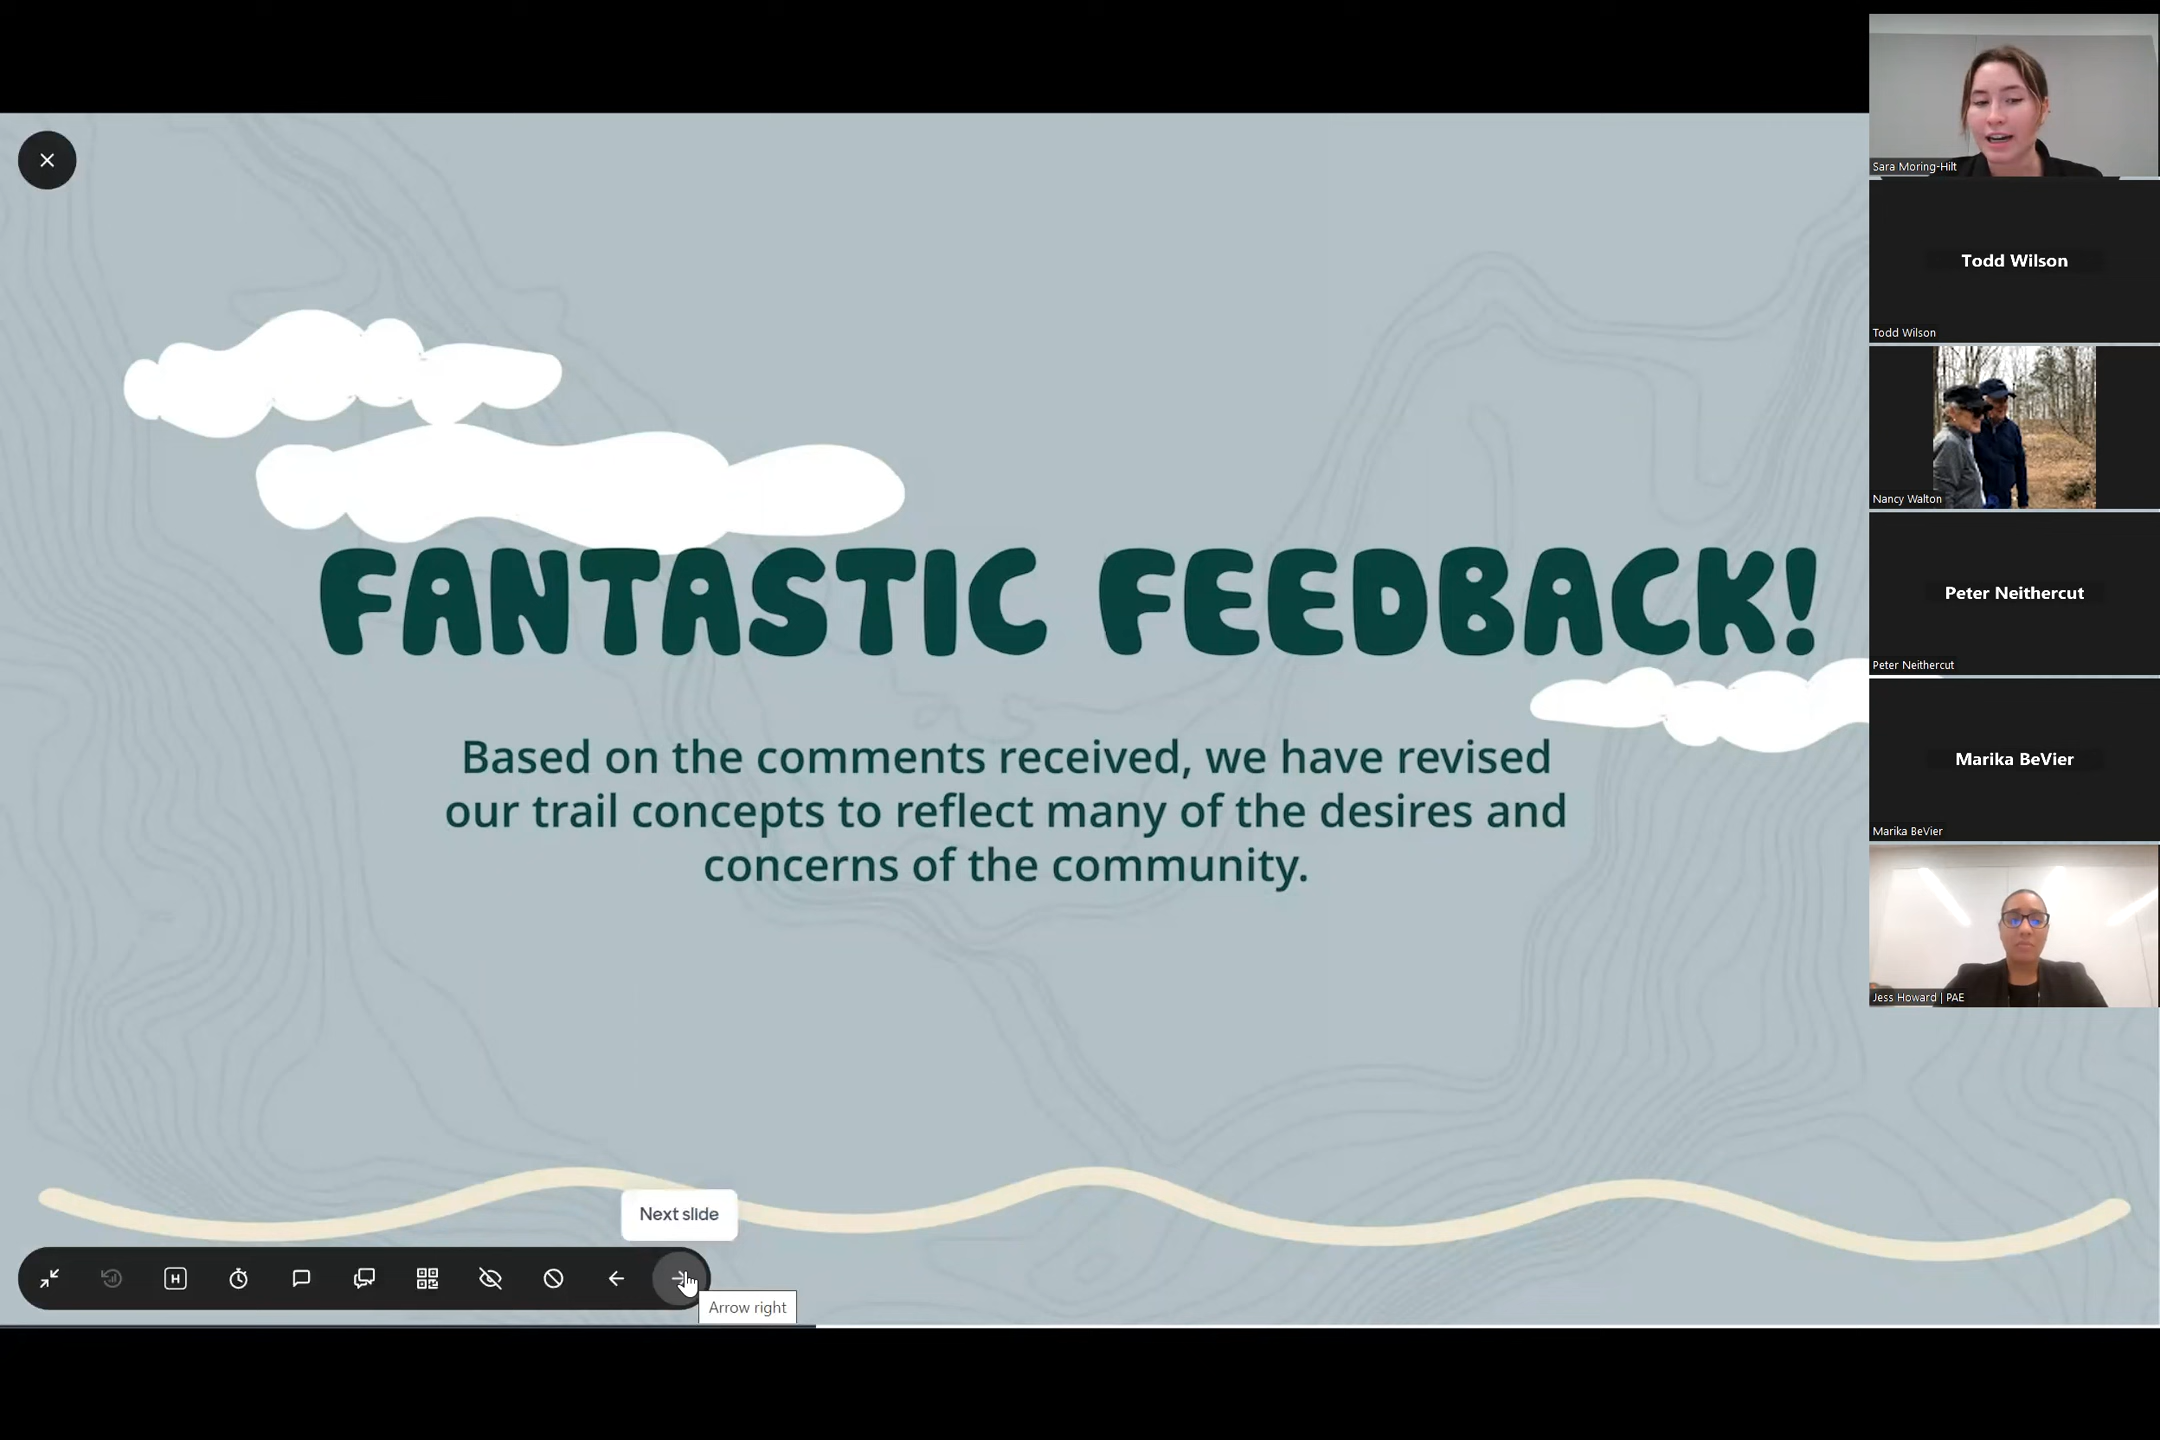 Sara Moring-Hilt
Todd Wilson
Todd Wilson
Nancy Walton
FANTASTIC FEEDBACK!
Peter Neithercut
Peter Neithercut
Based on the comments received, we have revised
our trail concepts to reflect many of the desires and
concerns of the community.
Marika BeVier
Marika BeVier
Jess Howard | PAE
Next slide
H
Arrow right